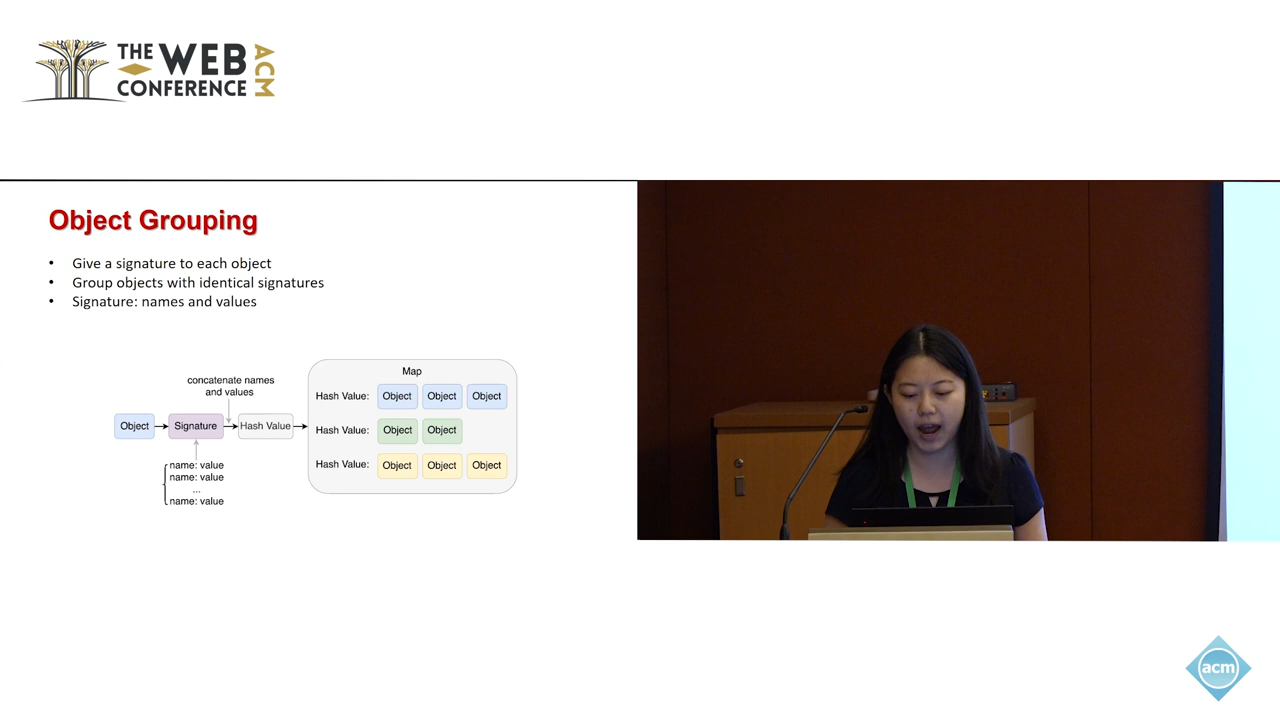 THE WEB
CONFERENCE
ACM
Object Grouping
• Give a signature to each object
• Group objects with identical signatures
• Signature: names and values
concatenate names
and values
Object
Signature
Hash Value
name: value
name: value
...
name: value
Map
Hash Value: Object Object Object
Hash Value: Object Object
Hash Value: Object Object Object
acm